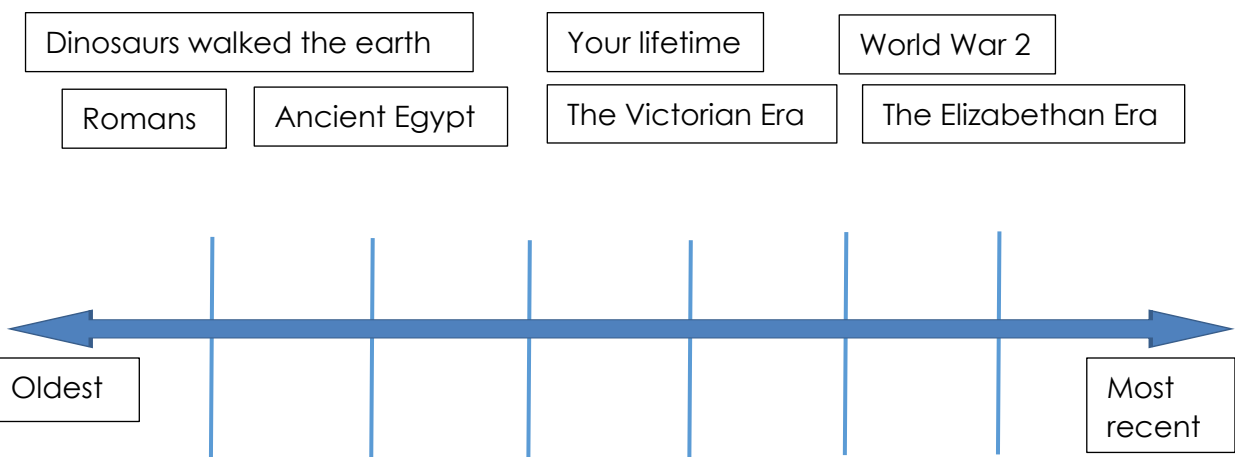 Dinosaurs walked the earth
Your lifetime
World War 2
Romans
Ancient Egypt
The Victorian Era
The Elizabethan Era
Oldest
Most
recent